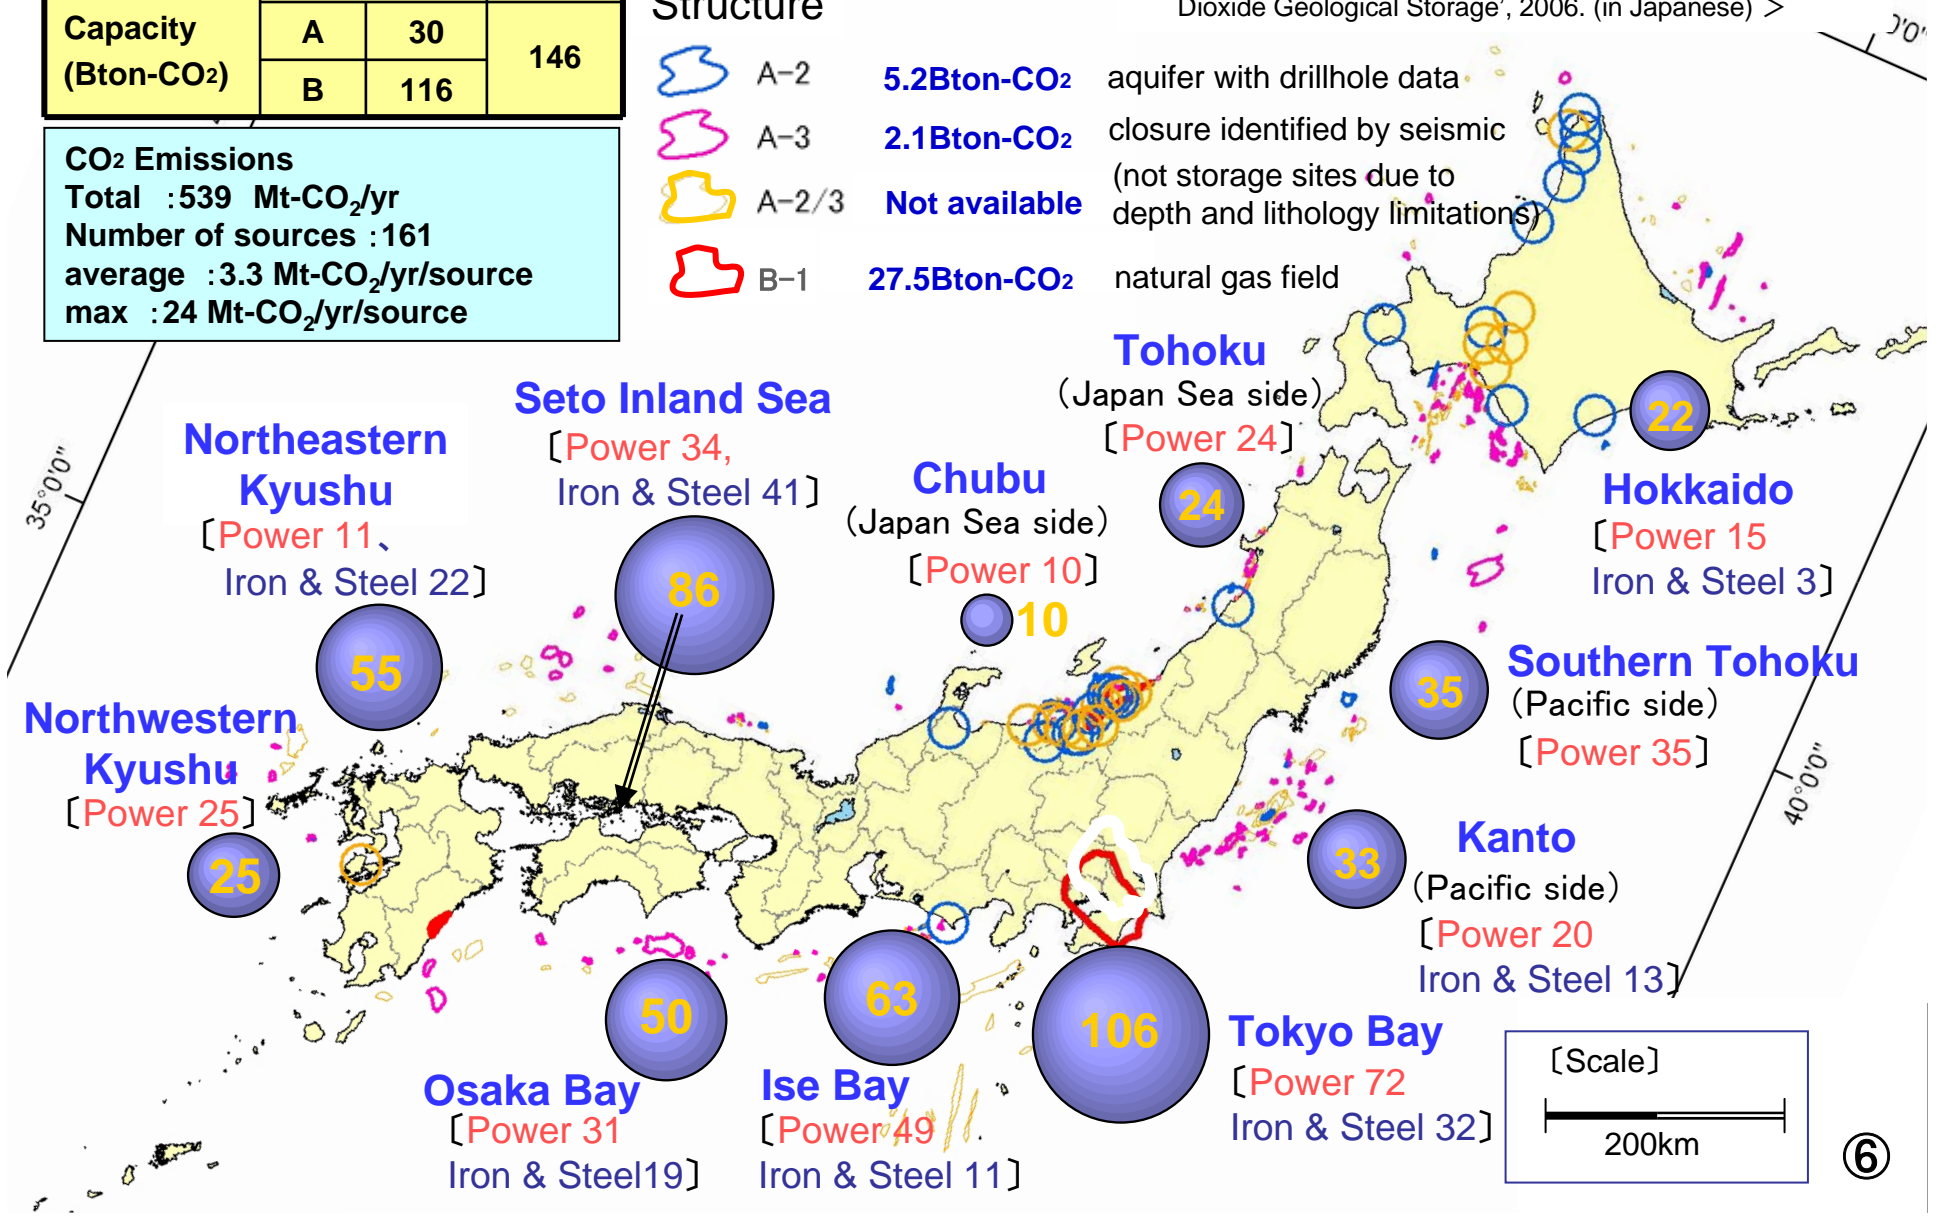 Structure
Dioxide Geological Storage', 2006. (in Japanese) >
Capacity
(Bton-CO2)
A 30
B 116
146
CO2 Emissions
Total :539 Mt-CO2/yr
Number of sources :161
average :3.3 Mt-CO2/yr/source
max :24 Mt-CO2/yr/source
A-2 5.2Bton-CO2 aquifer with drillhole data
A-3 2.1Bton-CO2 closure identified by seismic
A-2/3 Not available (not storage sites due to
depth and lithology limitations)
B-1 27.5Bton-CO2 natural gas field
35°0'0"
40°0'0"
Northeastern
Kyushu
〔Power 11、
Iron & Steel 22〕
55
Seto Inland Sea
〔Power 34,
Iron & Steel 41〕
86
Chubu
(Japan Sea side)
〔Power 10〕
10
Tohoku
(Japan Sea side)
〔Power 24〕
24
22
Hokkaido
〔Power 15
Iron & Steel 3〕
35
Southern Tohoku
(Pacific side)
〔Power 35〕
Northwestern
Kyushu
〔Power 25〕
25
33
Kanto
(Pacific side)
〔Power 20
Iron & Steel 13〕
50
Osaka Bay
〔Power 31
Iron & Steel19〕
63
Ise Bay
〔Power 49
Iron & Steel 11〕
106
Tokyo Bay
〔Power 72
Iron & Steel 32〕
〔Scale〕
200km
⑥